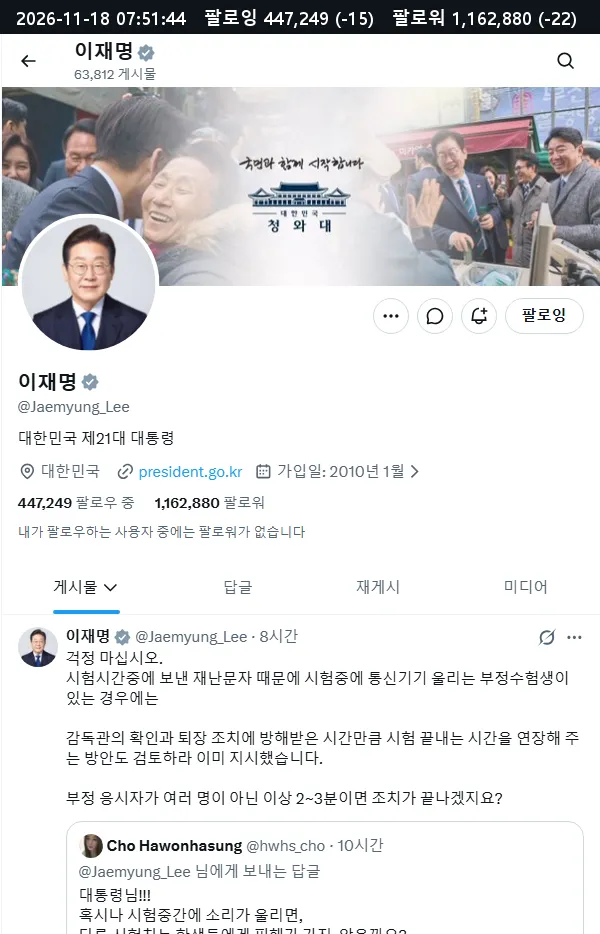 2026-11-18 07:51:44 팔로잉 447,249 (-15) 팔로워 1,162,880 (-22)
이재명
63,812 게시물
국민과 함께 시작합니다
대한민국
청와대
팔로잉
이재명
@Jaemyung_Lee
대한민국 제21대 대통령
대한민국 president.go.kr 가입일: 2010년 1월
447,249 팔로우 중 1,162,880 팔로워
내가 팔로우하는 사용자 중에는 팔로워가 없습니다
게시물 답글 재게시 미디어
이재명 @Jaemyung_Lee · 8시간
걱정 마십시오.
시험시간중에 보낸 재난문자 때문에 시험중에 통신기기 울리는 부정수험생이
있는 경우에는
감독관의 확인과 퇴장 조치에 방해받은 시간만큼 시험 끝내는 시간을 연장해 주
는 방안도 검토하라 이미 지시했습니다.
부정 응시자가 여러 명이 아닌 이상 2~3분이면 조치가 끝나겠지요?
Cho Hawonhasung @hwhs_cho · 10시간
@Jaemyung_Lee 님에게 보내는 답글
대통령님!!!
혹시나 시험중간에 소리가 울리면,